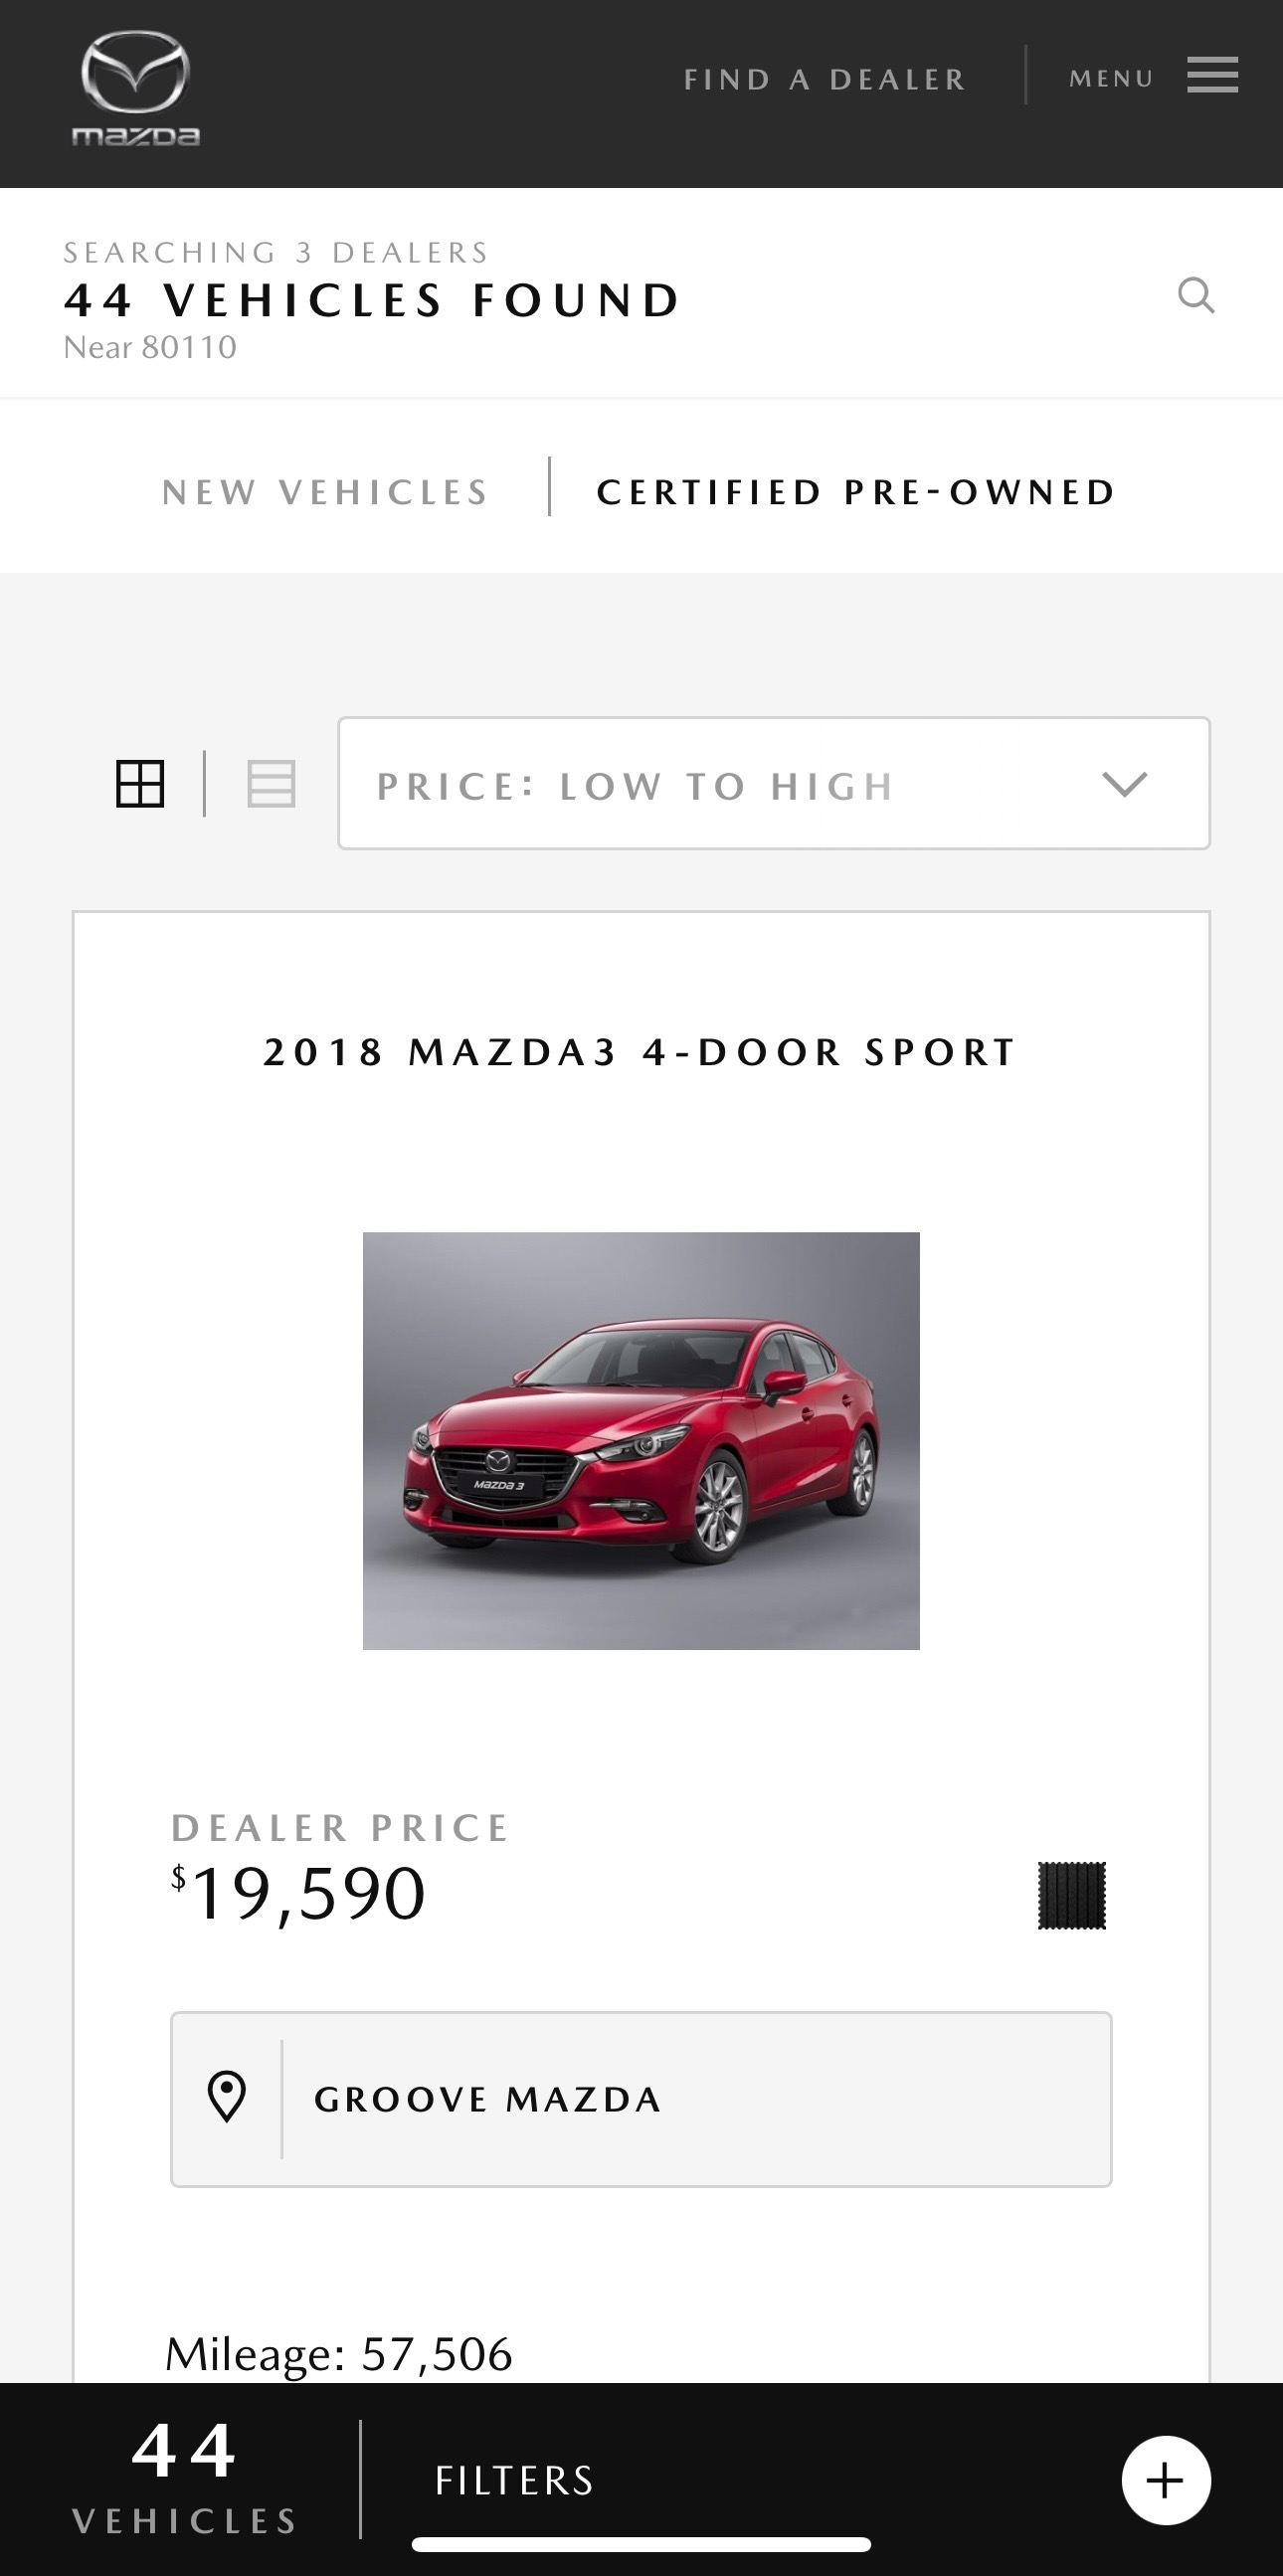 mazda
FIND A DEALER
MENU
SEARCHING 3 DEALERS
44 VEHICLES FOUND
Near 80110
NEW VEHICLES
CERTIFIED PRE-OWNED
PRICE: LOW TO HIGH
2018 MAZDA3 4-DOOR SPORT
mazda 3
DEALER PRICE
$19,590
GROOVE MAZDA
Mileage: 57,506
44
VEHICLES
FILTERS